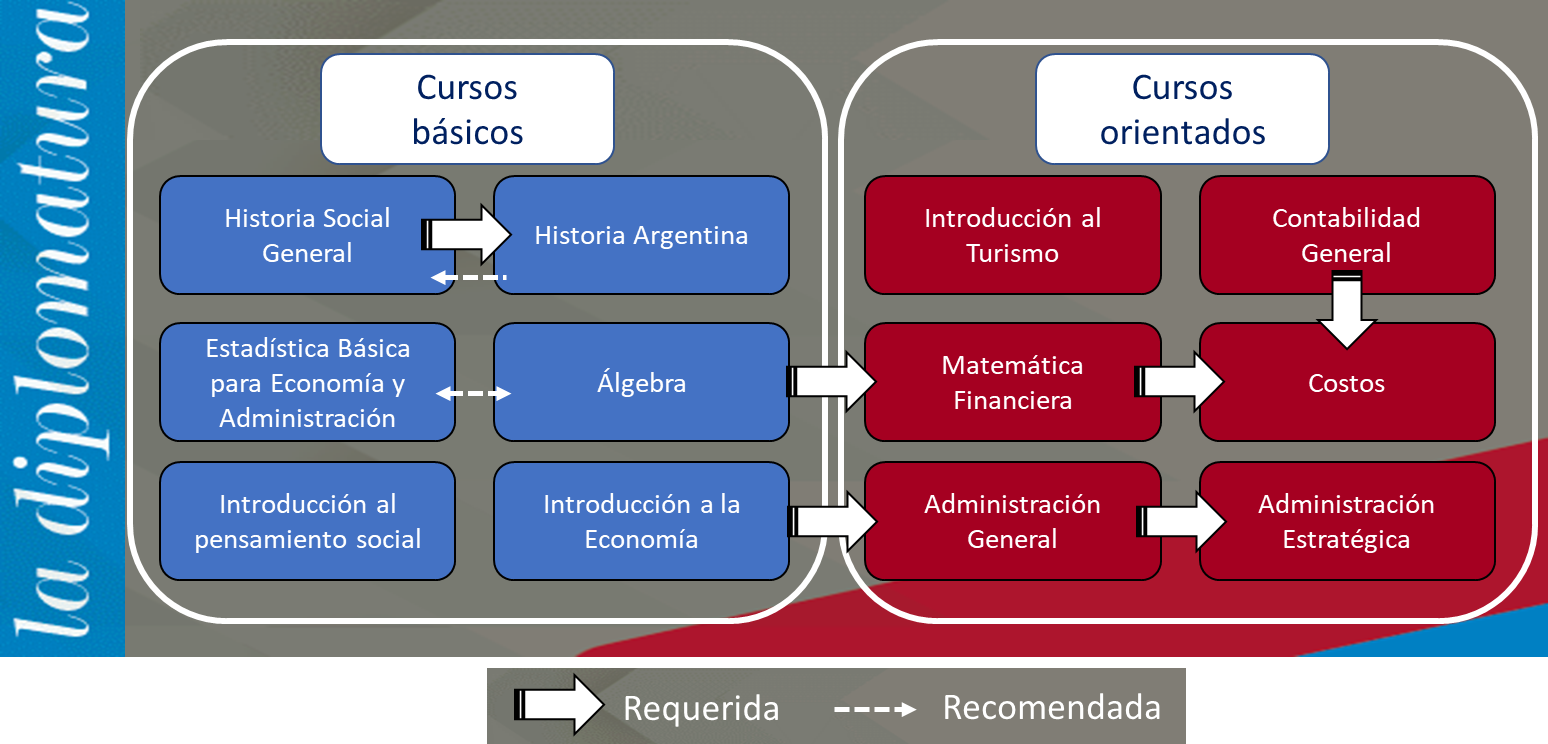 la diplomatura
Cursos
básicos
Historia Social
General
Historia Argentina
Estadística Básica
para Economía y
Administración
Álgebra
Introducción al
pensamiento social
Introducción a la
Economía
Cursos
orientados
Introducción al
Turismo
Contabilidad
General
Matemática
Financiera
Costos
Administración
General
Administración
Estratégica
Requerida
Recomendada